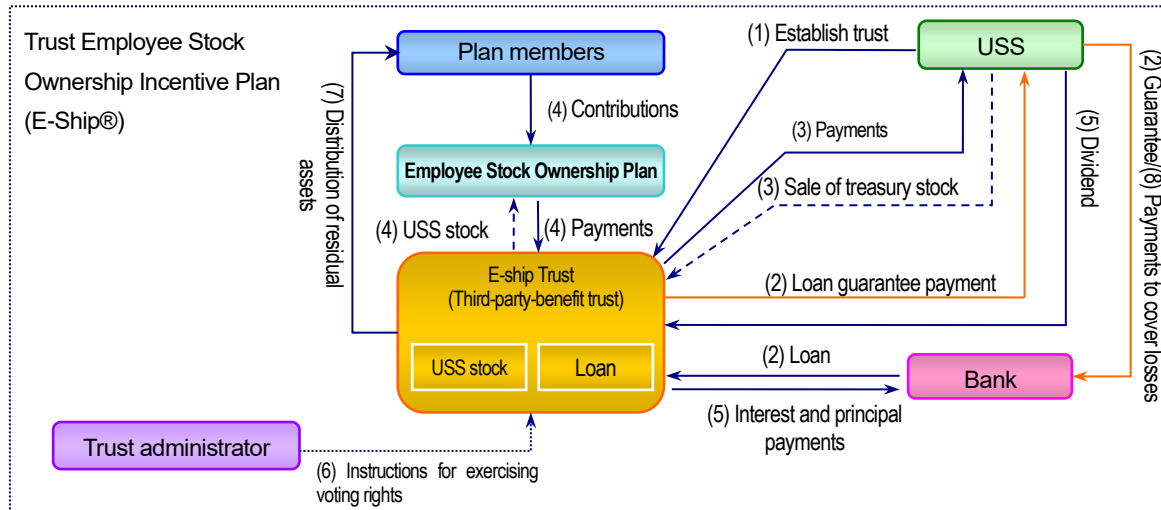 Trust Employee Stock
Ownership Incentive Plan
(E-Ship®)
Plan members
(1) Establish trust
USS
(2) Guarantee/(8) Payments to cover losses
(7) Distribution of residual
assets
(4) Contributions
(3) Payments
(5) Dividend
Employee Stock Ownership Plan
(3) Sale of treasury stock
(4) USS stock
(4) Payments
E-ship Trust
(Third-party-benefit trust)
(2) Loan guarantee payment
USS stock
Loan
(2) Loan
Bank
(5) Interest and principal
payments
Trust administrator
(6) Instructions for exercising
voting rights